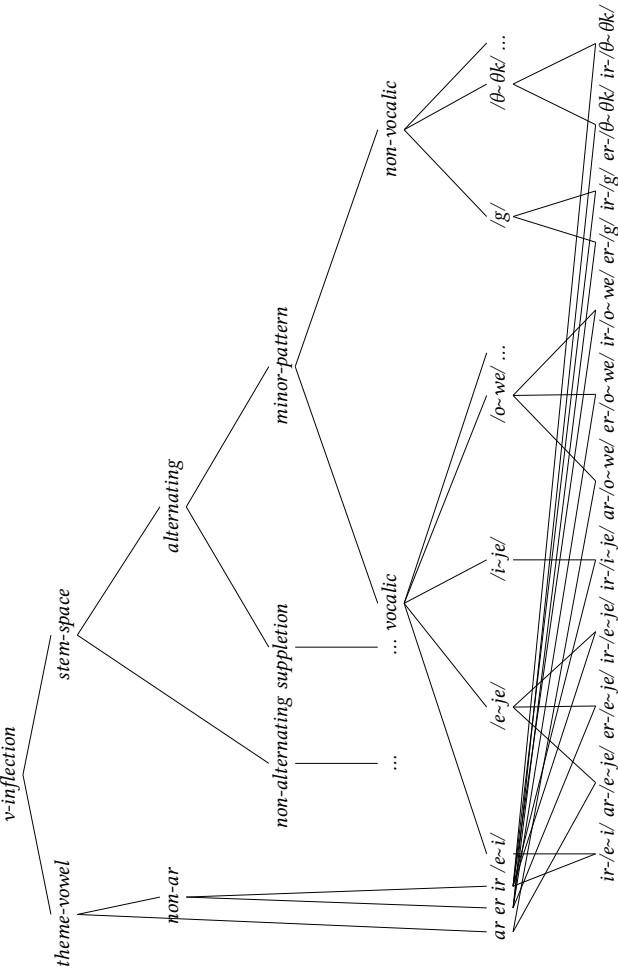 v-inflection
theme-vowel stem-space
non-ar alternating
non-alternating suppletion minor-pattern
... ... vocalic non-vocalic
ar er ir /e~i/ /e~je/ /i~je/ /o~we/ ... /g/ /θ~θk/ ...
ir-/e~i/ ar-/e~je/ er-/e~je/ ir-/e~je/ ir-/i~je/ ar-/o~we/ er-/o~we/ ir-/o~we/ er-/g/ ir-/g/ er-/θ~θk/ ir-/θ~θk/